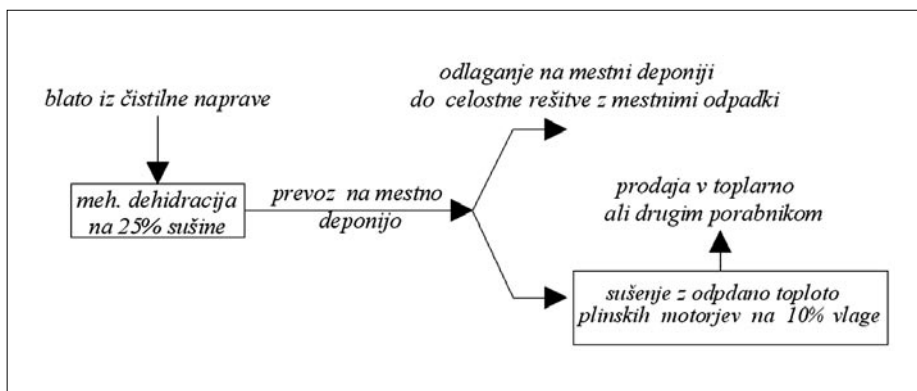 odlaganje na mestni deponiji
do celostne rešitve z mestnimi odpadki
blato iz čistilne naprave
meh. dehidracija
na 25% sušine
prevoz na mestno
deponijo
prodaja v toplarno
ali drugim porabnikom
sušenje z odpdano toploto
plinskih motorjev na 10% vlage